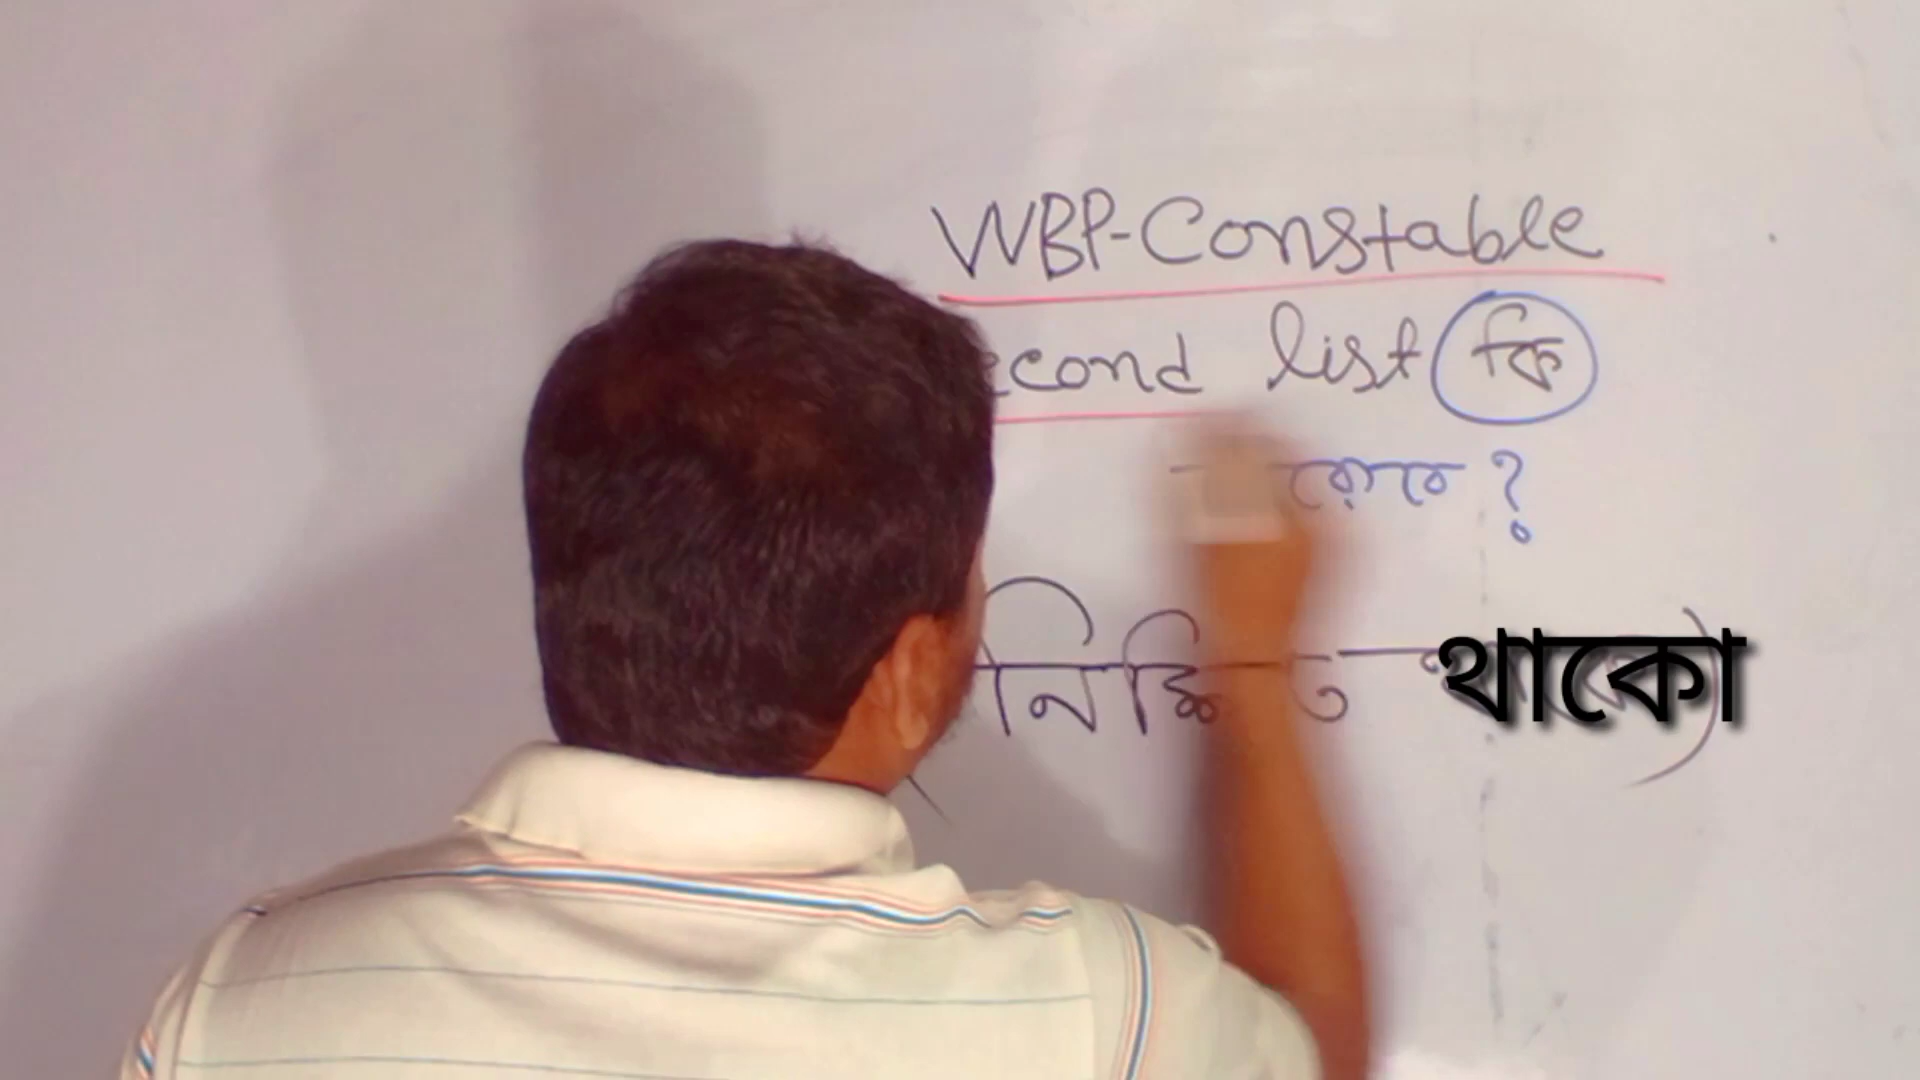 WBP-Constable
econd list কি
রোবে ?
নিশ্চিত থাকো